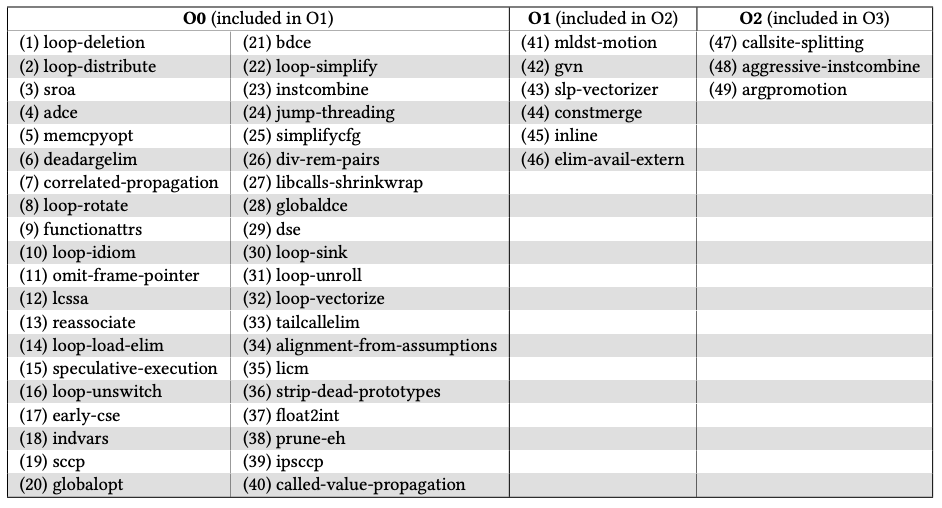 O0 (included in O1) O1 (included in O2) O2 (included in O3)
(1) loop-deletion (21) bdce (41) mldst-motion (47) callsite-splitting
(2) loop-distribute (22) loop-simplify (42) gvn (48) aggressive-instcombine
(3) sroa (23) instcombine (43) slp-vectorizer (49) argpromotion
(4) adce (24) jump-threading (44) constmerge
(5) memcpyopt (25) simplifycfg (45) inline
(6) deadargelim (26) div-rem-pairs (46) elim-avail-extern
(7) correlated-propagation (27) libcalls-shrinkwrap
(8) loop-rotate (28) globaldce
(9) functionattrs (29) dse
(10) loop-idiom (30) loop-sink
(11) omit-frame-pointer (31) loop-unroll
(12) lcssa (32) loop-vectorize
(13) reassociate (33) tailcallelim
(14) loop-load-elim (34) alignment-from-assumptions
(15) speculative-execution (35) licm
(16) loop-unswitch (36) strip-dead-prototypes
(17) early-cse (37) float2int
(18) indvars (38) prune-eh
(19) sccp (39) ipsccp
(20) globalopt (40) called-value-propagation